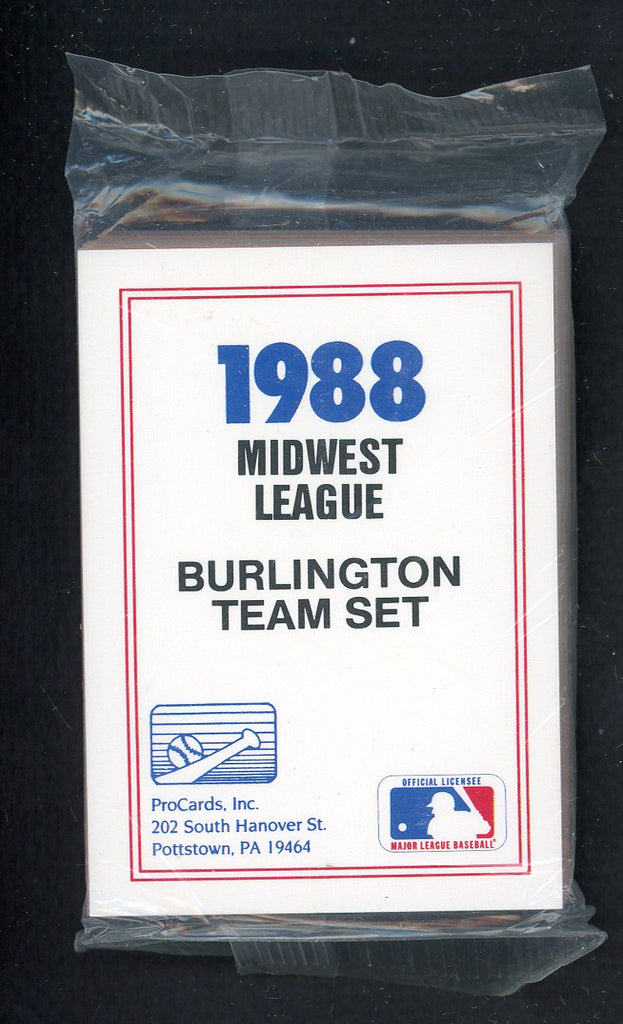 1988
MIDWEST
LEAGUE
BURLINGTON
TEAM SET
ProCards, Inc.
202 South Hanover St.
Pottstown, PA 19464
OFFICIAL LICENSEE
MAJOR LEAGUE BASEBALL®